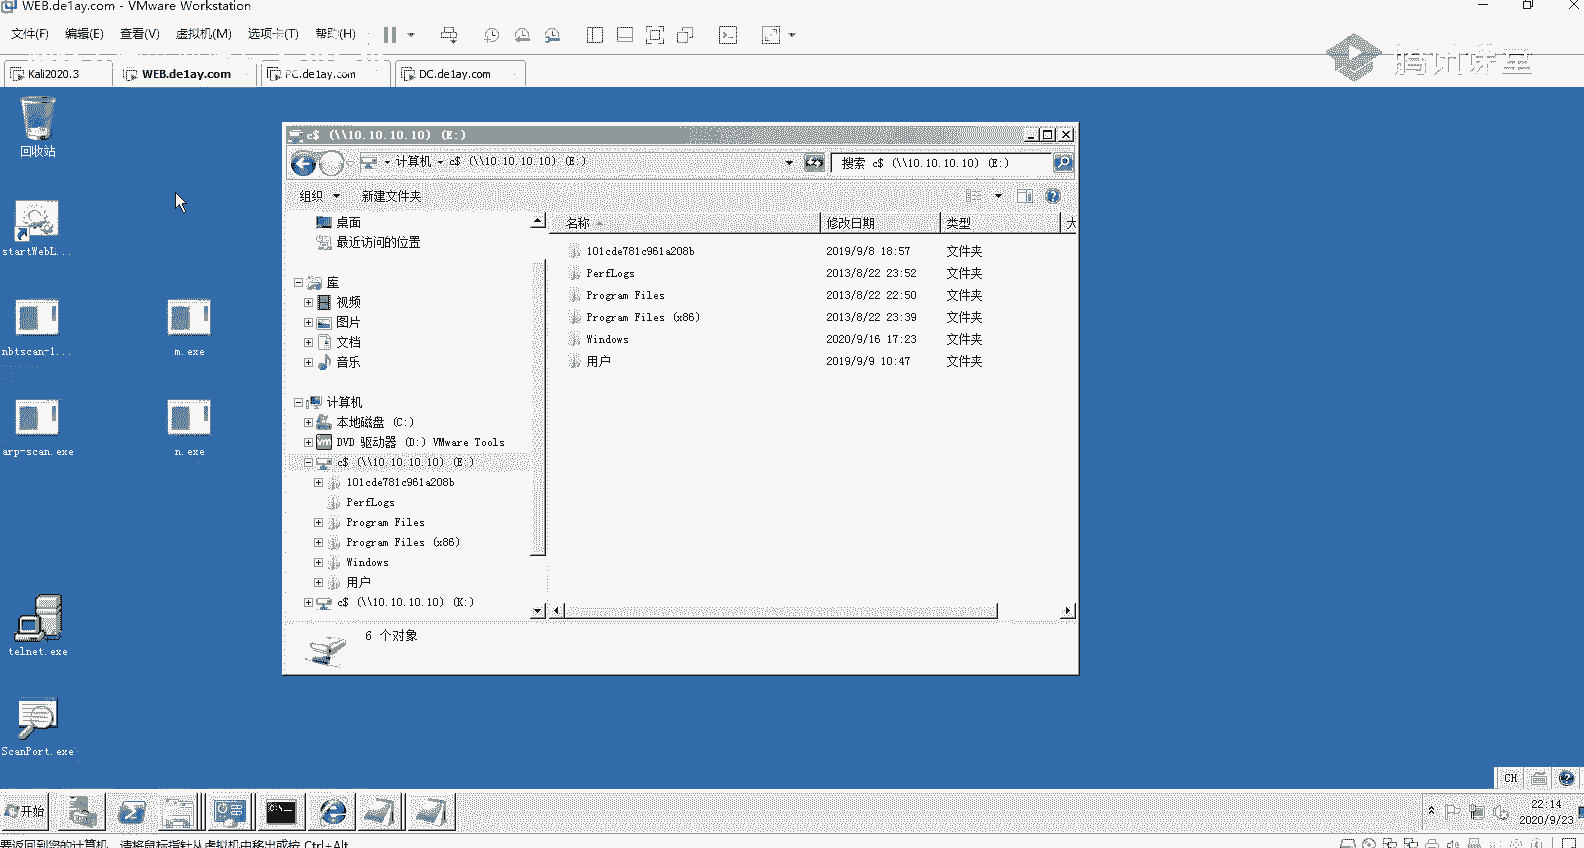 WEB.de1ay.com - VMware Workstation
文件(F) 编辑(E) 查看(V) 虚拟机(M) 选项卡(T) 帮助(H)
Kali2020.3 WEB.de1ay.com PC.de1ay.com DC.de1ay.com
腾讯课堂
回收站
startWebL...
nbtscan-1...
m.exe
arp-scan.exe
n.exe
telnet.exe
ScanPort.exe
c$ (\\10.10.10.10) (E:)
计算机 c$ (\\10.10.10.10) (E:)
搜索 c$ (\\10.10.10.10) (E:)
组织 新建文件夹
桌面
最近访问的位置
库
视频
图片
文档
音乐
计算机
本地磁盘 (C:)
DVD 驱动器 (D:) VMware Tools
c$ (\\10.10.10.10) (E:)
101cde781c961a208b
PerfLogs
Program Files
Program Files (x86)
Windows
用户
c$ (\\10.10.10.10) (K:)
名称 修改日期 类型 大
101cde781c961a208b 2019/9/8 18:57 文件夹
PerfLogs 2013/8/22 23:52 文件夹
Program Files 2013/8/22 22:50 文件夹
Program Files (x86) 2013/8/22 23:39 文件夹
Windows 2020/9/16 17:23 文件夹
用户 2019/9/9 10:47 文件夹
6 个对象
CH
开始
22:14
2020/9/23
要返回到您的计算机，请将鼠标指针从虚拟机中移出或按 Ctrl+Alt